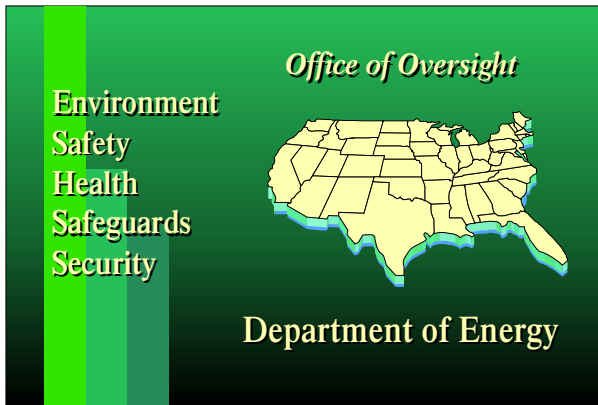 Office of Oversight
Environment
Safety
Health
Safeguards
Security
Department of Energy